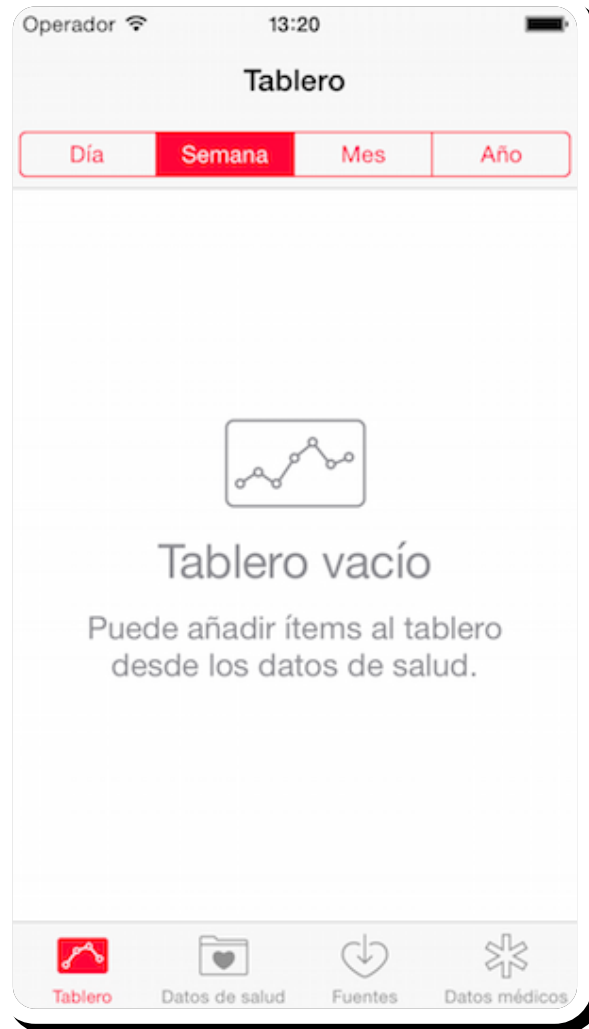 Operador 13:20
Tablero
Día Semana Mes Año
Tablero vacío
Puede añadir ítems al tablero
desde los datos de salud.
Tablero Datos de salud Fuentes Datos médicos